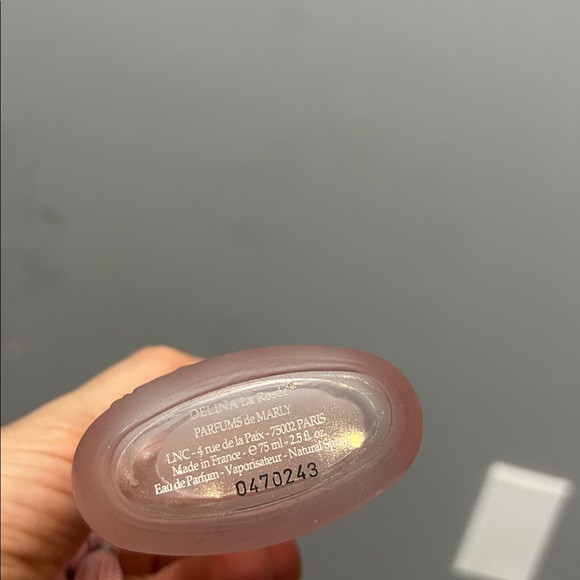 DELINA La Rosée
PARFUMS de MARLY
LNC - 4 rue de la Paix - 75002 PARIS
Made in France - ℮ 75 ml - 2.5 fl. oz.
Eau de Parfum - Vaporisateur - Natural
0470243